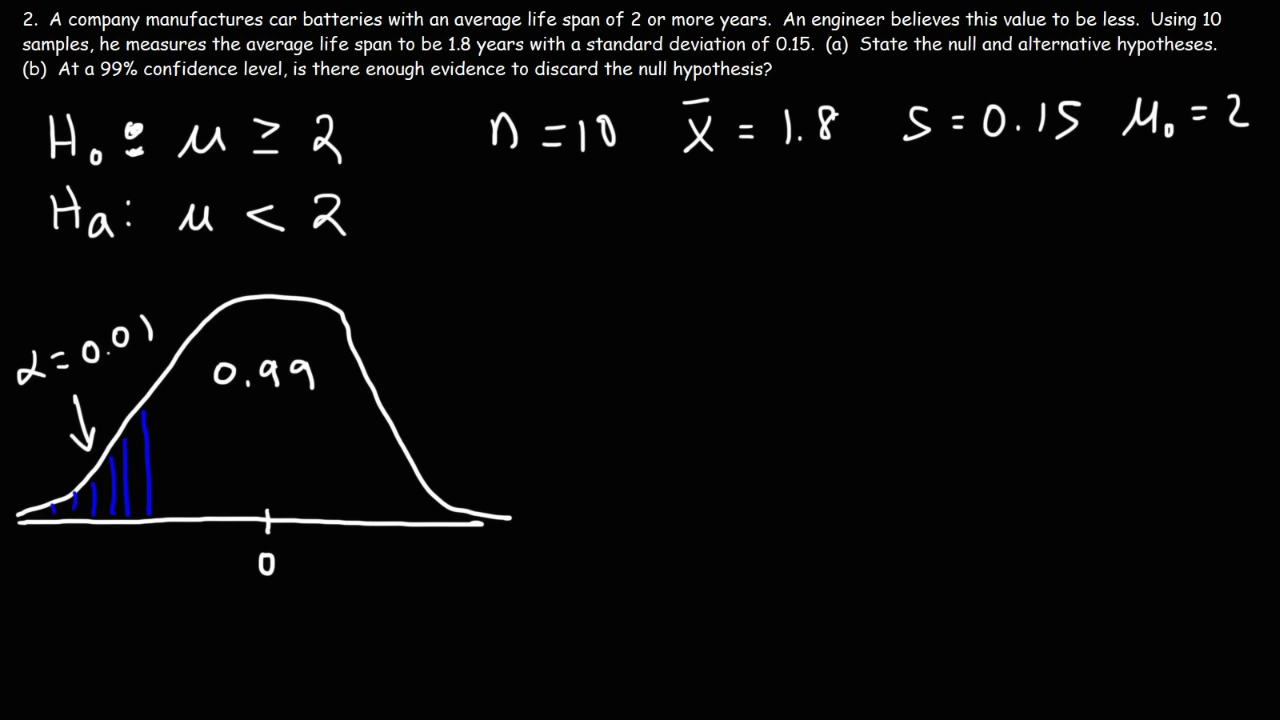 2. A company manufactures car batteries with an average life span of 2 or more years. An engineer believes this value to be less. Using 10
samples, he measures the average life span to be 1.8 years with a standard deviation of 0.15. (a) State the null and alternative hypotheses.
(b) At a 99% confidence level, is there enough evidence to discard the null hypothesis?
H₀: μ ≥ 2 n = 10 x̄ = 1.8 s = 0.15 μ₀ = 2
Ha: μ < 2
α = 0.01
0.99
0